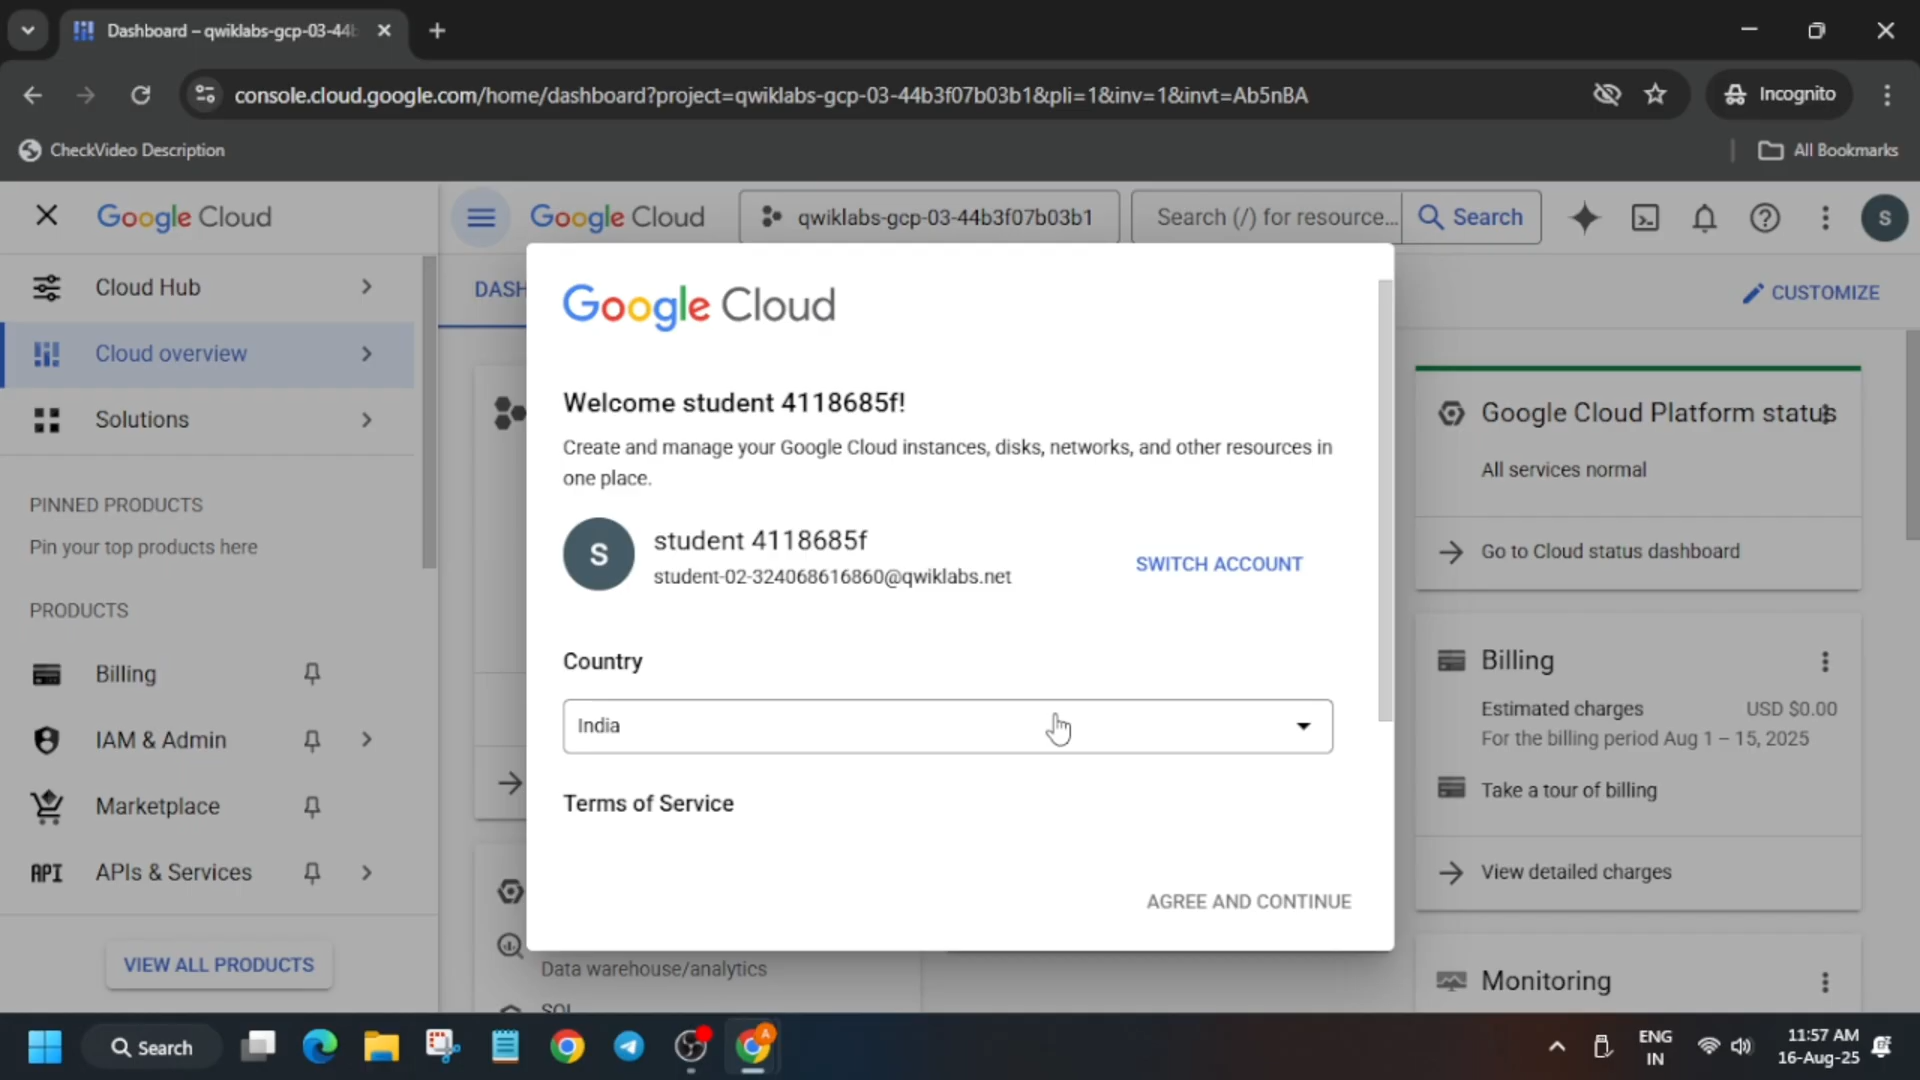 Dashboard – qwiklabs-gcp-03-44b
console.cloud.google.com/home/dashboard?project=qwiklabs-gcp-03-44b3f07b03b1&pli=1&inv=1&invt=Ab5nBA
Incognito
CheckVideo Description
All Bookmarks
Google Cloud
Google Cloud
qwiklabs-gcp-03-44b3f07b03b1
Search (/) for resource...
Search
S
Cloud Hub
Cloud overview
Solutions
PINNED PRODUCTS
Pin your top products here
PRODUCTS
Billing
IAM & Admin
Marketplace
API APIs & Services
VIEW ALL PRODUCTS
DASH
CUSTOMIZE
Google Cloud
Welcome student 4118685f!
Create and manage your Google Cloud instances, disks, networks, and other resources in
one place.
S
student 4118685f
student-02-324068616860@qwiklabs.net
SWITCH ACCOUNT
Country
India
Terms of Service
AGREE AND CONTINUE
Data warehouse/analytics
SQL
Google Cloud Platform status
All services normal
Go to Cloud status dashboard
Billing
Estimated charges USD $0.00
For the billing period Aug 1 – 15, 2025
Take a tour of billing
View detailed charges
Monitoring
Search
A
ENG
IN
11:57 AM
16-Aug-25